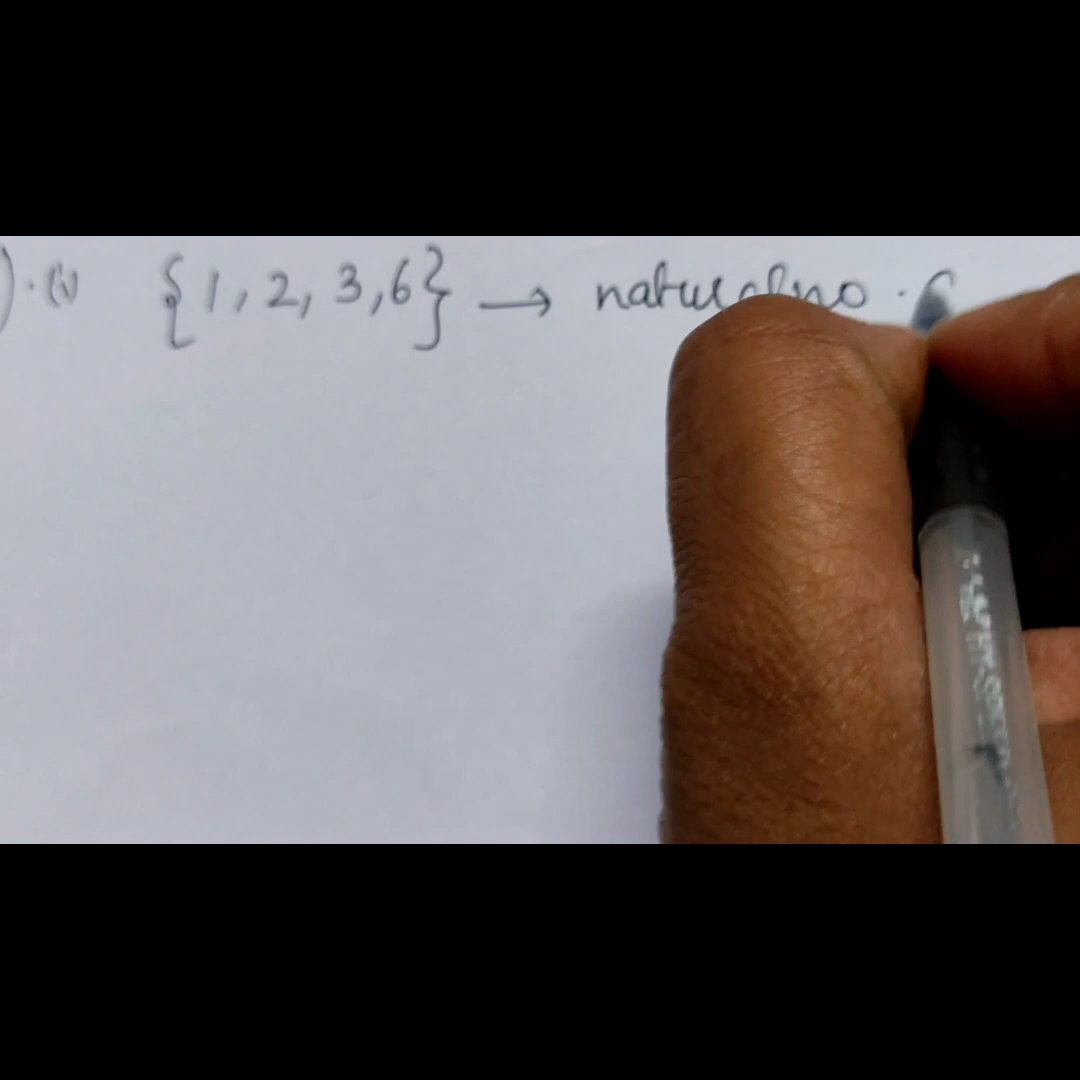 ).(i) {1, 2, 3, 6} → natural no.